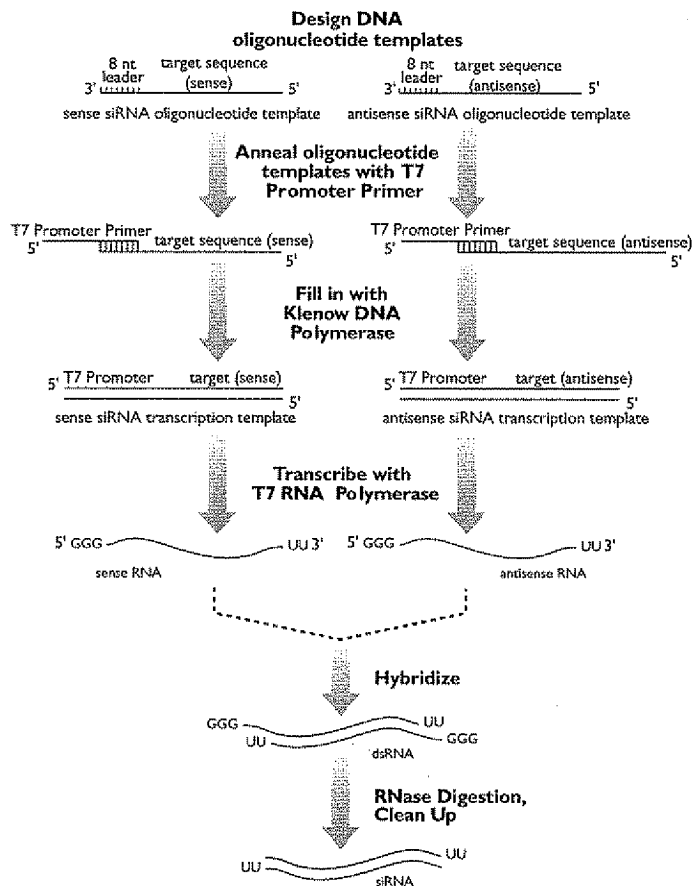 Design DNA
oligonucleotide templates
8 nt
leader
target sequence
(sense)
3'
5'
sense siRNA oligonucleotide template
8 nt
leader
target sequence
(antisense)
3'
5'
antisense siRNA oligonucleotide template
Anneal oligonucleotide
templates with T7
Promoter Primer
T7 Promoter Primer
5'
target sequence (sense)
5'
T7 Promoter Primer
5'
target sequence (antisense)
5'
Fill in with
Klenow DNA
Polymerase
5' T7 Promoter target (sense)
5'
sense siRNA transcription template
5' T7 Promoter target (antisense)
5'
antisense siRNA transcription template
Transcribe with
T7 RNA Polymerase
5' GGG UU 3'
sense RNA
5' GGG UU 3'
antisense RNA
Hybridize
GGG UU
UU GGG
dsRNA
RNase Digestion,
Clean Up
UU
UU
siRNA